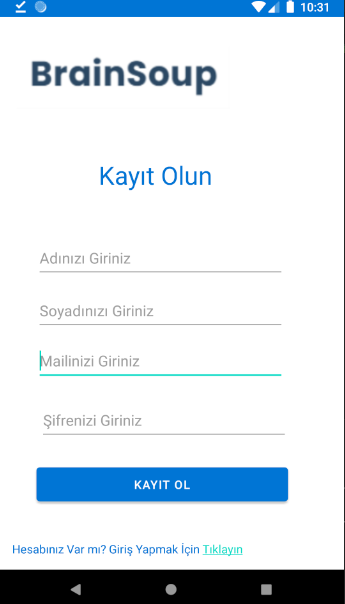 10:31
BrainSoup
Kayıt Olun
Adınızı Giriniz
Soyadınızı Giriniz
Mailinizi Giriniz
Şifrenizi Giriniz
KAYIT OL
Hesabınız Var mı? Giriş Yapmak İçin Tıklayın